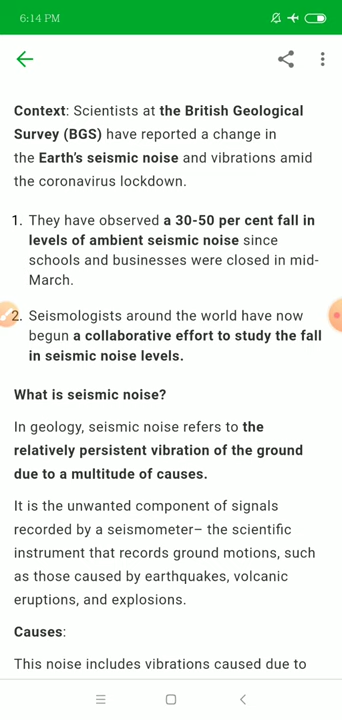 6:14 PM
Context: Scientists at the British Geological
Survey (BGS) have reported a change in
the Earth's seismic noise and vibrations amid
the coronavirus lockdown.
1. They have observed a 30-50 per cent fall in
levels of ambient seismic noise since
schools and businesses were closed in mid-
March.
2. Seismologists around the world have now
begun a collaborative effort to study the fall
in seismic noise levels.
What is seismic noise?
In geology, seismic noise refers to the
relatively persistent vibration of the ground
due to a multitude of causes.
It is the unwanted component of signals
recorded by a seismometer– the scientific
instrument that records ground motions, such
as those caused by earthquakes, volcanic
eruptions, and explosions.
Causes:
This noise includes vibrations caused due to